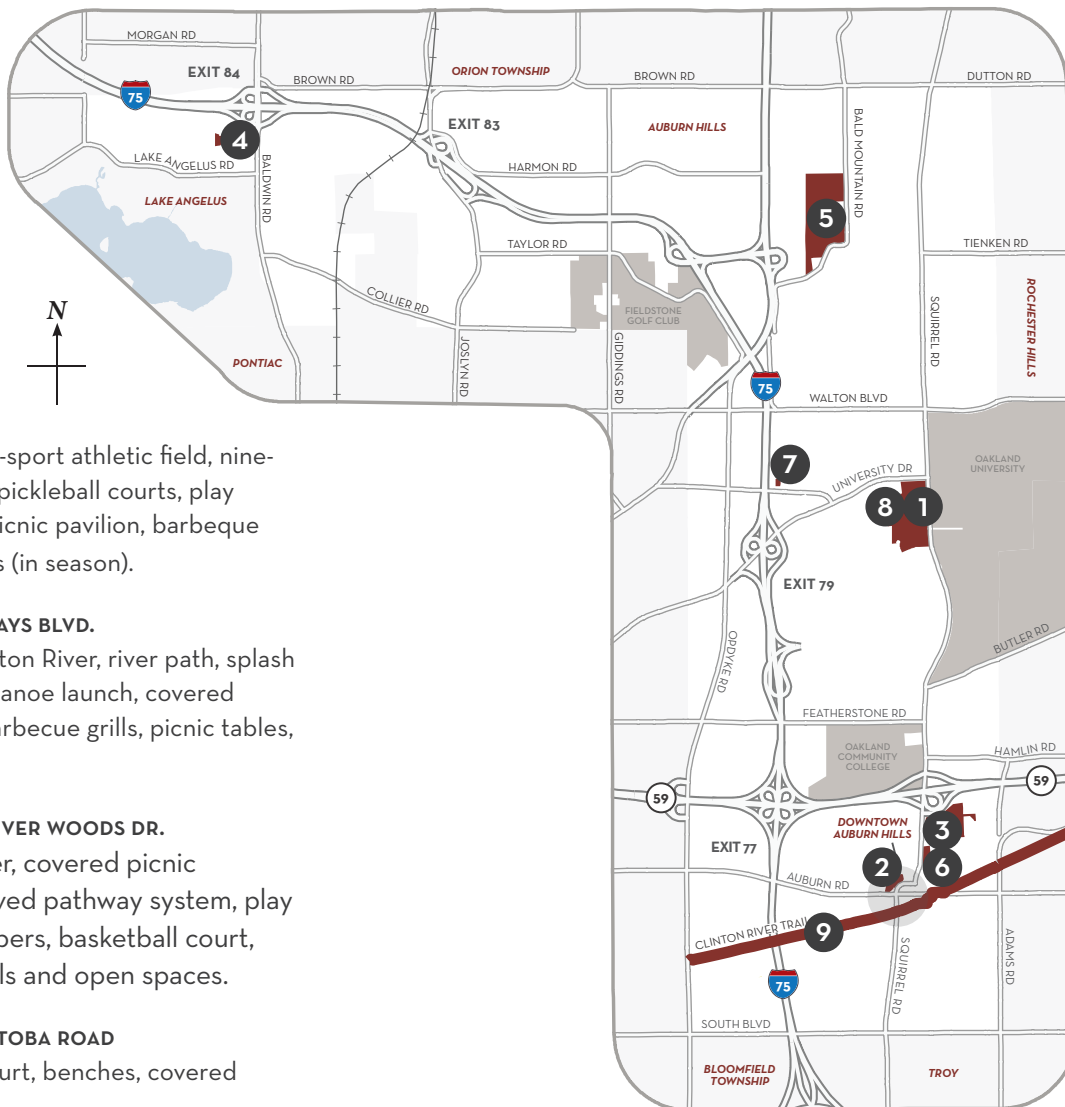 MORGAN RD
EXIT 84
BROWN RD
ORION TOWNSHIP
BROWN RD
DUTTON RD
75
EXIT 83
AUBURN HILLS
BALD MOUNTAIN RD
4
LAKE ANGELUS RD
BALDWIN RD
HARMON RD
LAKE ANGELUS
5
TAYLOR RD
TIENKEN RD
N
COLLIER RD
FIELDSTONE
GOLF CLUB
SQUIRREL RD
ROCHESTER HILLS
PONTIAC
JOSLYN RD
GIDDINGS RD
75
WALTON BLVD
-sport athletic field, nine-
pickleball courts, play
icnic pavilion, barbeque
s (in season).
AYS BLVD.
ton River, river path, splash
anoe launch, covered
arbecue grills, picnic tables,
VER WOODS DR.
er, covered picnic
ved pathway system, play
pers, basketball court,
ls and open spaces.
TOBA ROAD
urt, benches, covered
7
UNIVERSITY DR
OAKLAND
UNIVERSITY
8
1
EXIT 79
OPDYKE RD
BUTLER RD
FEATHERSTONE RD
OAKLAND
COMMUNITY
COLLEGE
HAMLIN RD
59
59
DOWNTOWN
AUBURN HILLS
3
EXIT 77
2
6
AUBURN RD
CLINTON RIVER TRAIL
9
SQUIRREL RD
ADAMS RD
75
SOUTH BLVD
BLOOMFIELD
TOWNSHIP
TROY